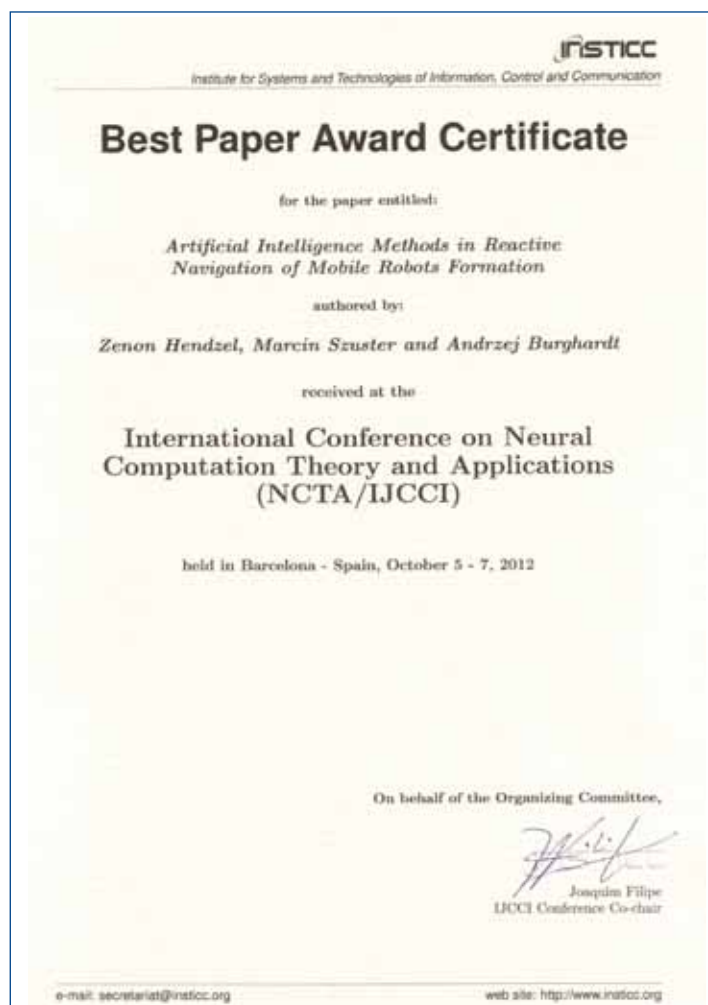 INSTICC
Institute for Systems and Technologies of Information, Control and Communication
Best Paper Award Certificate
for the paper entitled:
Artificial Intelligence Methods in Reactive
Navigation of Mobile Robots Formation
authored by:
Zenon Hendzel, Marcin Szuster and Andrzej Burghardt
received at the
International Conference on Neural
Computation Theory and Applications
(NCTA/IJCCI)
held in Barcelona - Spain, October 5 - 7, 2012
On behalf of the Organizing Committee,
Joaquim Filipe
IJCCI Conference Co-chair
e-mail: secretariat@insticc.org
web site: http://www.insticc.org